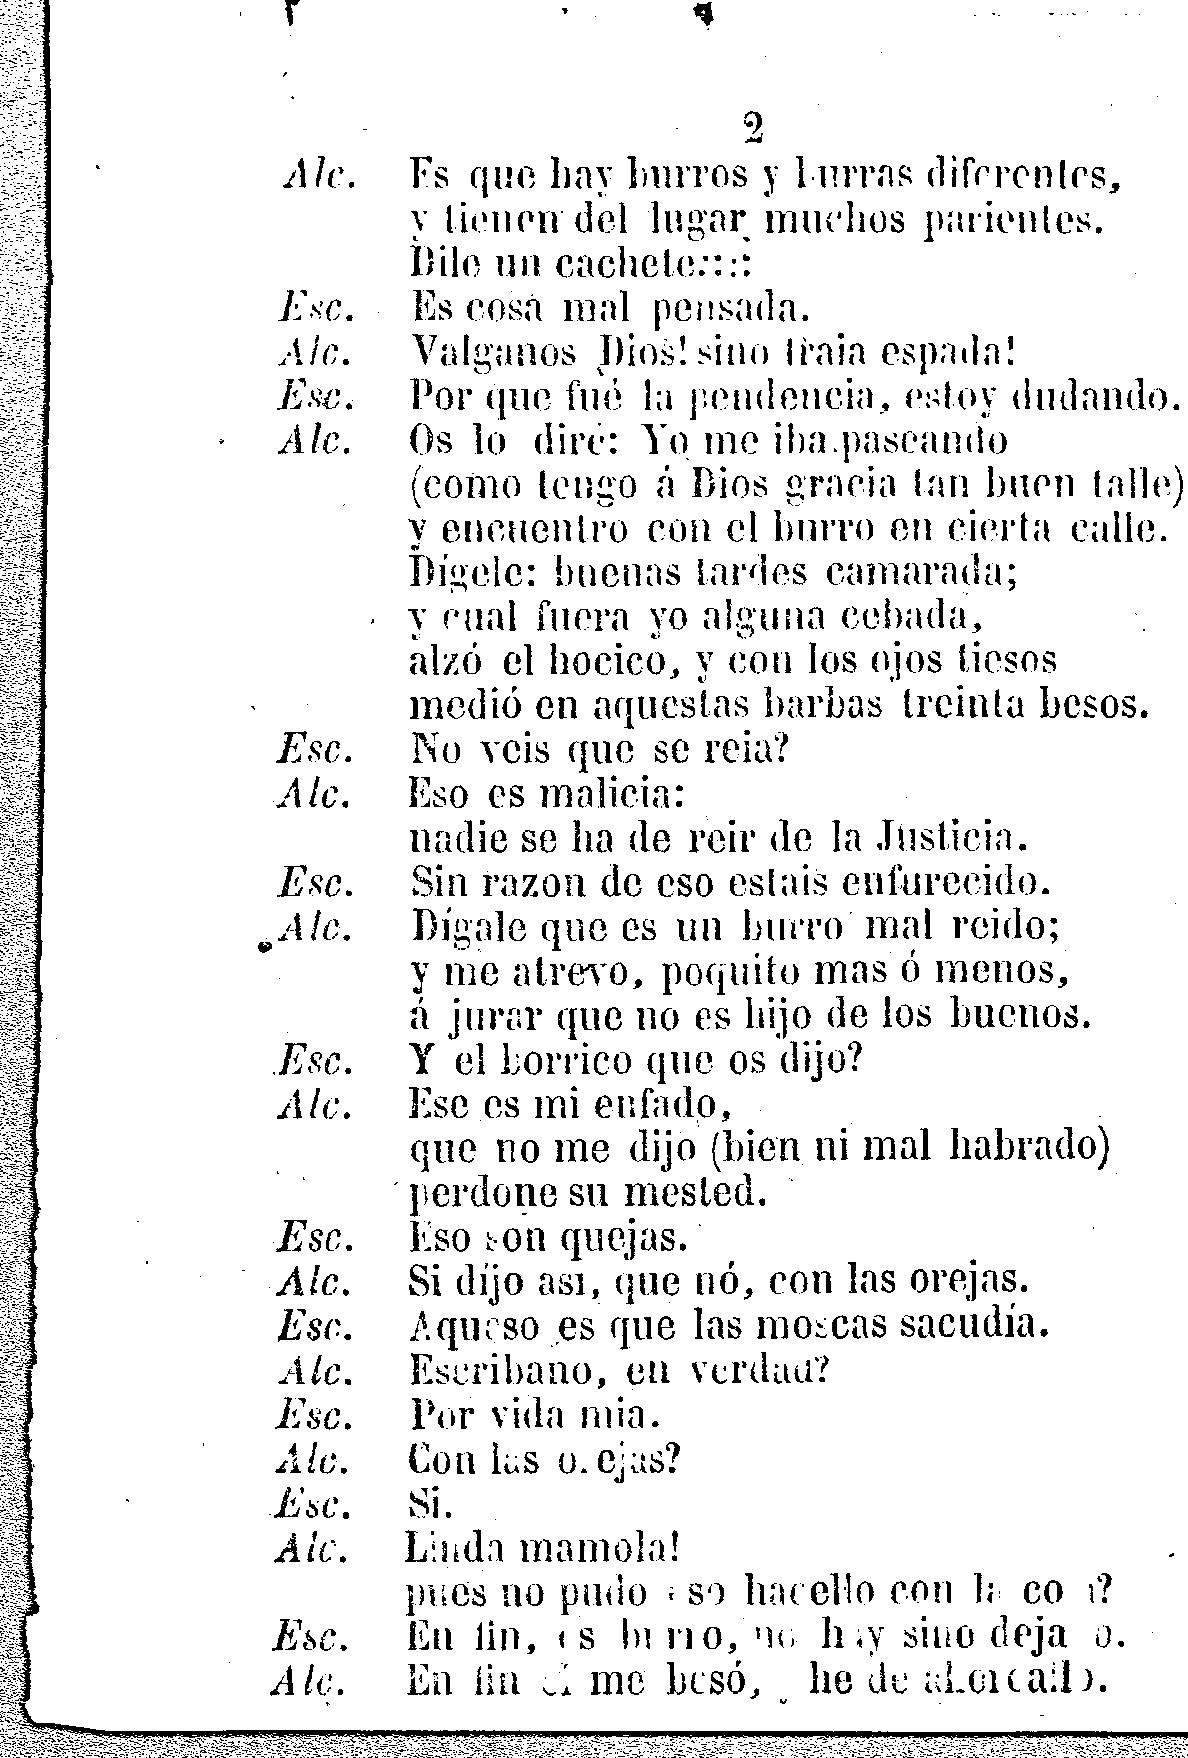 2
Alc. Es que hay burros y burras diferentes,
y tienen del lugar muchos parientes.
Dile un cachete::::
Esc. Es cosa mal pensada.
Alc. Valganos Dios! sino traia espada!
Esc. Por que fué la pendencia, estoy dudando.
Alc. Os lo diré: Yo me iba paseando
(como tengo á Dios gracia tan buen talle)
y encuentro con el burro en cierta calle.
Dígele: buenas tardes camarada;
y cual fuera yo alguna cebada,
alzó el hocico, y con los ojos tiesos
medió en aquestas barbas treinta besos.
Esc. No veis que se reia?
Alc. Eso es malicia:
nadie se ha de reir de la Justicia.
Esc. Sin razon de eso estais enfurecido.
Alc. Dígale que es un burro mal reido;
y me atrevo, poquito mas ó menos,
á jurar que no es hijo de los buenos.
Esc. Y el borrico que os dijo?
Alc. Ese es mi enfado,
que no me dijo (bien ni mal habrado)
perdone su mested.
Esc. Eso son quejas.
Alc. Si dijo asi, que nó, con las orejas.
Esc. Aqueso es que las moscas sacudía.
Alc. Escribano, en verdad?
Esc. Por vida mia.
Alc. Con las orejas?
Esc. Si.
Alc. Linda mamola!
pues no pudo eso hacello con la cola?
Esc. En fin, es burro, no hay sino dejallo.
Alc. En fin él me besó, he de ahorcallo.